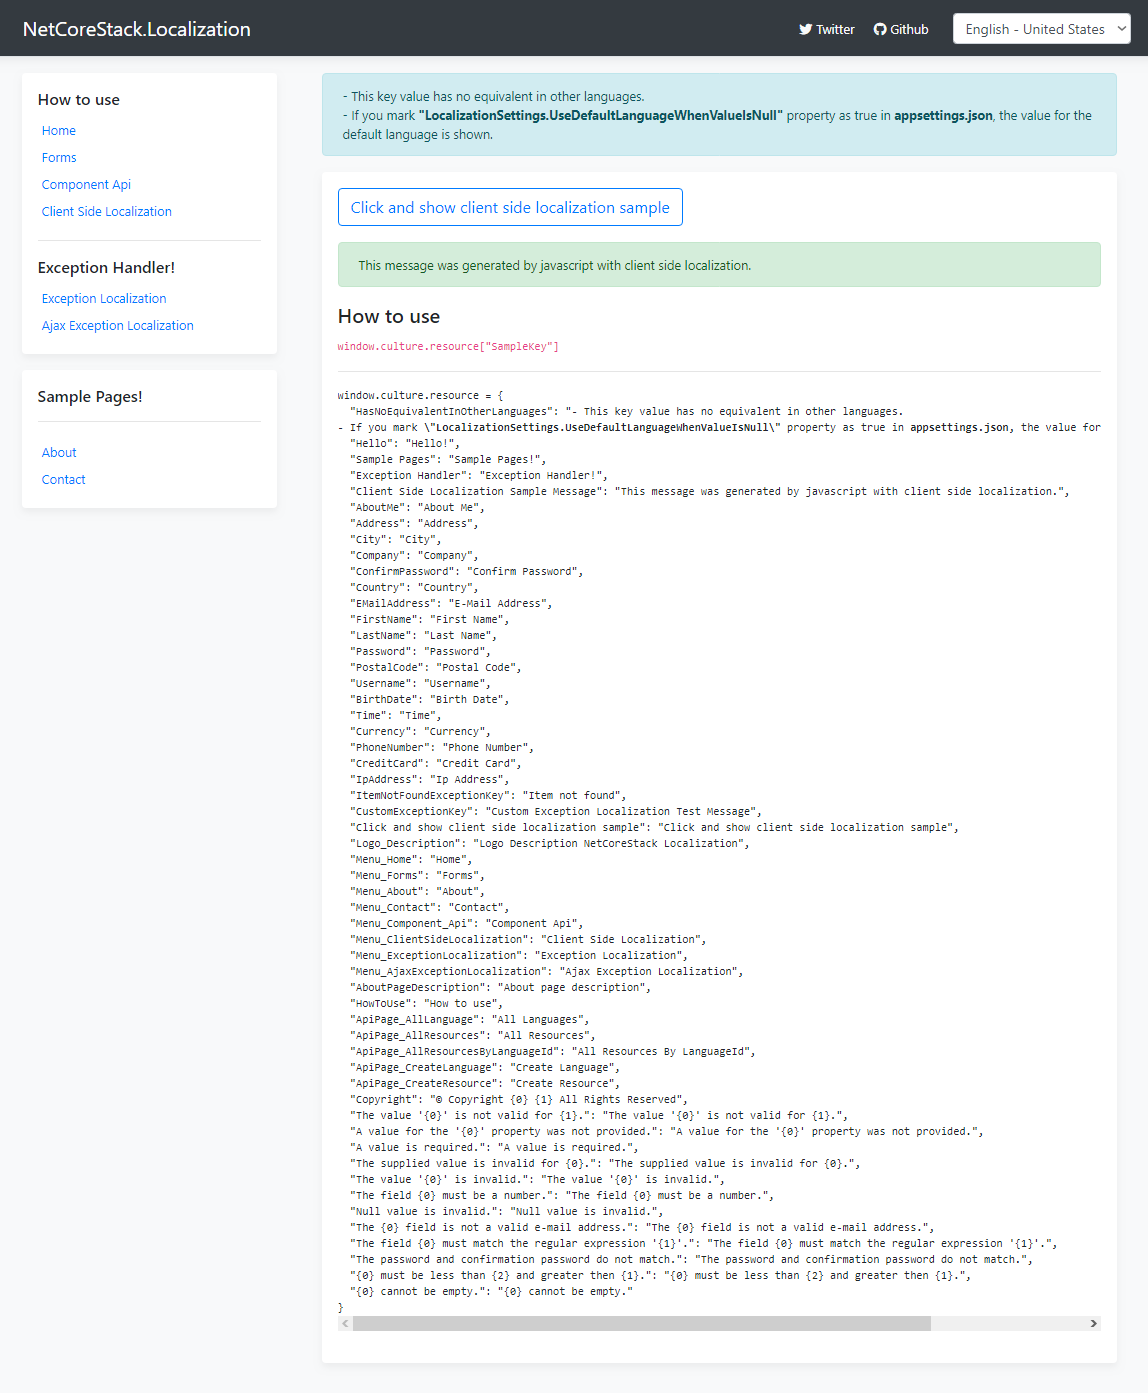 NetCoreStack.Localization
Twitter
Github
English - United States
How to use
Home
Forms
Component Api
Client Side Localization
Exception Handler!
Exception Localization
Ajax Exception Localization
Sample Pages!
About
Contact
- This key value has no equivalent in other languages.
- If you mark "LocalizationSettings.UseDefaultLanguageWhenValueIsNull" property as true in appsettings.json, the value for the
default language is shown.
Click and show client side localization sample
This message was generated by javascript with client side localization.
How to use
window.culture.resource["SampleKey"]
window.culture.resource = {
"HasNoEquivalentInOtherLanguages": "- This key value has no equivalent in other languages.
- If you mark \"LocalizationSettings.UseDefaultLanguageWhenValueIsNull\" property as true in appsettings.json, the value for
"Hello": "Hello!",
"Sample Pages": "Sample Pages!",
"Exception Handler": "Exception Handler!",
"Client Side Localization Sample Message": "This message was generated by javascript with client side localization.",
"AboutMe": "About Me",
"Address": "Address",
"City": "City",
"Company": "Company",
"ConfirmPassword": "Confirm Password",
"Country": "Country",
"EMailAddress": "E-Mail Address",
"FirstName": "First Name",
"LastName": "Last Name",
"Password": "Password",
"PostalCode": "Postal Code",
"Username": "Username",
"BirthDate": "Birth Date",
"Time": "Time",
"Currency": "Currency",
"PhoneNumber": "Phone Number",
"CreditCard": "Credit Card",
"IpAddress": "Ip Address",
"ItemNotFoundExceptionKey": "Item not found",
"CustomExceptionKey": "Custom Exception Localization Test Message",
"Click and show client side localization sample": "Click and show client side localization sample",
"Logo_Description": "Logo Description NetCoreStack Localization",
"Menu_Home": "Home",
"Menu_Forms": "Forms",
"Menu_About": "About",
"Menu_Contact": "Contact",
"Menu_Component_Api": "Component Api",
"Menu_ClientSideLocalization": "Client Side Localization",
"Menu_ExceptionLocalization": "Exception Localization",
"Menu_AjaxExceptionLocalization": "Ajax Exception Localization",
"AboutPageDescription": "About page description",
"HowToUse": "How to use",
"ApiPage_AllLanguage": "All Languages",
"ApiPage_AllResources": "All Resources",
"ApiPage_AllResourcesByLanguageId": "All Resources By LanguageId",
"ApiPage_CreateLanguage": "Create Language",
"ApiPage_CreateResource": "Create Resource",
"Copyright": "© Copyright {0} {1} All Rights Reserved",
"The value '{0}' is not valid for {1}.": "The value '{0}' is not valid for {1}.",
"A value for the '{0}' property was not provided.": "A value for the '{0}' property was not provided.",
"A value is required.": "A value is required.",
"The supplied value is invalid for {0}.": "The supplied value is invalid for {0}.",
"The value '{0}' is invalid.": "The value '{0}' is invalid.",
"The field {0} must be a number.": "The field {0} must be a number.",
"Null value is invalid.": "Null value is invalid.",
"The {0} field is not a valid e-mail address.": "The {0} field is not a valid e-mail address.",
"The field {0} must match the regular expression '{1}'.": "The field {0} must match the regular expression '{1}'.",
"The password and confirmation password do not match.": "The password and confirmation password do not match.",
"{0} must be less than {2} and greater then {1}.": "{0} must be less than {2} and greater then {1}.",
"{0} cannot be empty.": "{0} cannot be empty."
}